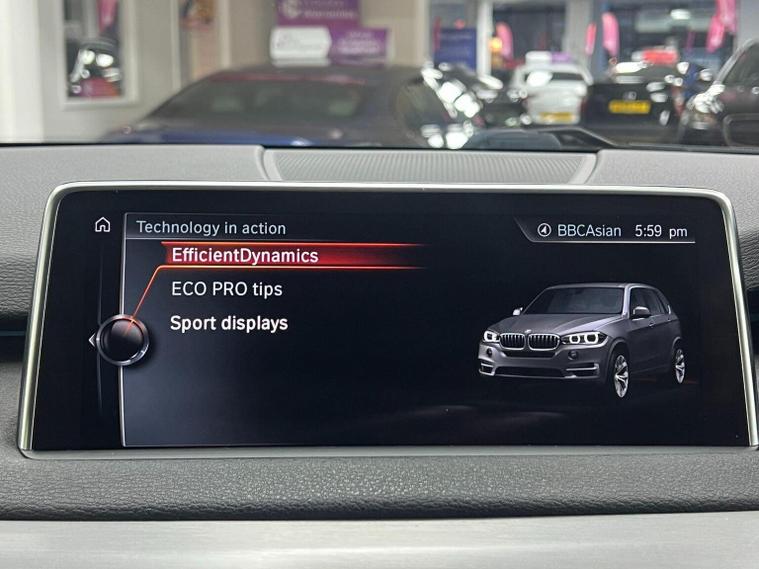 Technology in action
BBCAsian 5:59 pm
EfficientDynamics
ECO PRO tips
Sport displays